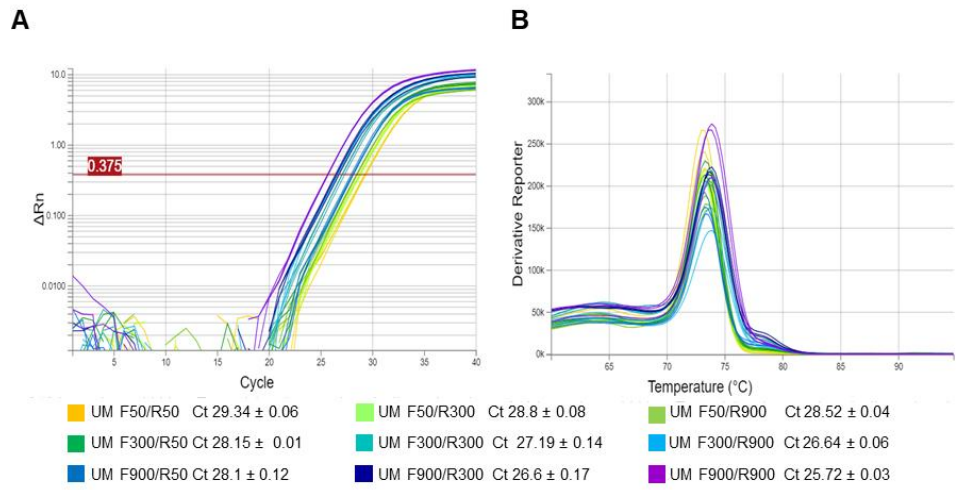 A
B
10.0
1.00
0.375
0.100
0.0100
ΔRn
5
10
15
20
25
30
35
40
Cycle
300k
250k
200k
150k
100k
50k
0k
Derivative Reporter
65
70
75
80
85
90
Temperature (°C)
UM F50/R50 Ct 29.34 ± 0.06
UM F50/R300 Ct 28.8 ± 0.08
UM F50/R900 Ct 28.52 ± 0.04
UM F300/R50 Ct 28.15 ± 0.01
UM F300/R300 Ct 27.19 ± 0.14
UM F300/R900 Ct 26.64 ± 0.06
UM F900/R50 Ct 28.1 ± 0.12
UM F900/R300 Ct 26.6 ± 0.17
UM F900/R900 Ct 25.72 ± 0.03